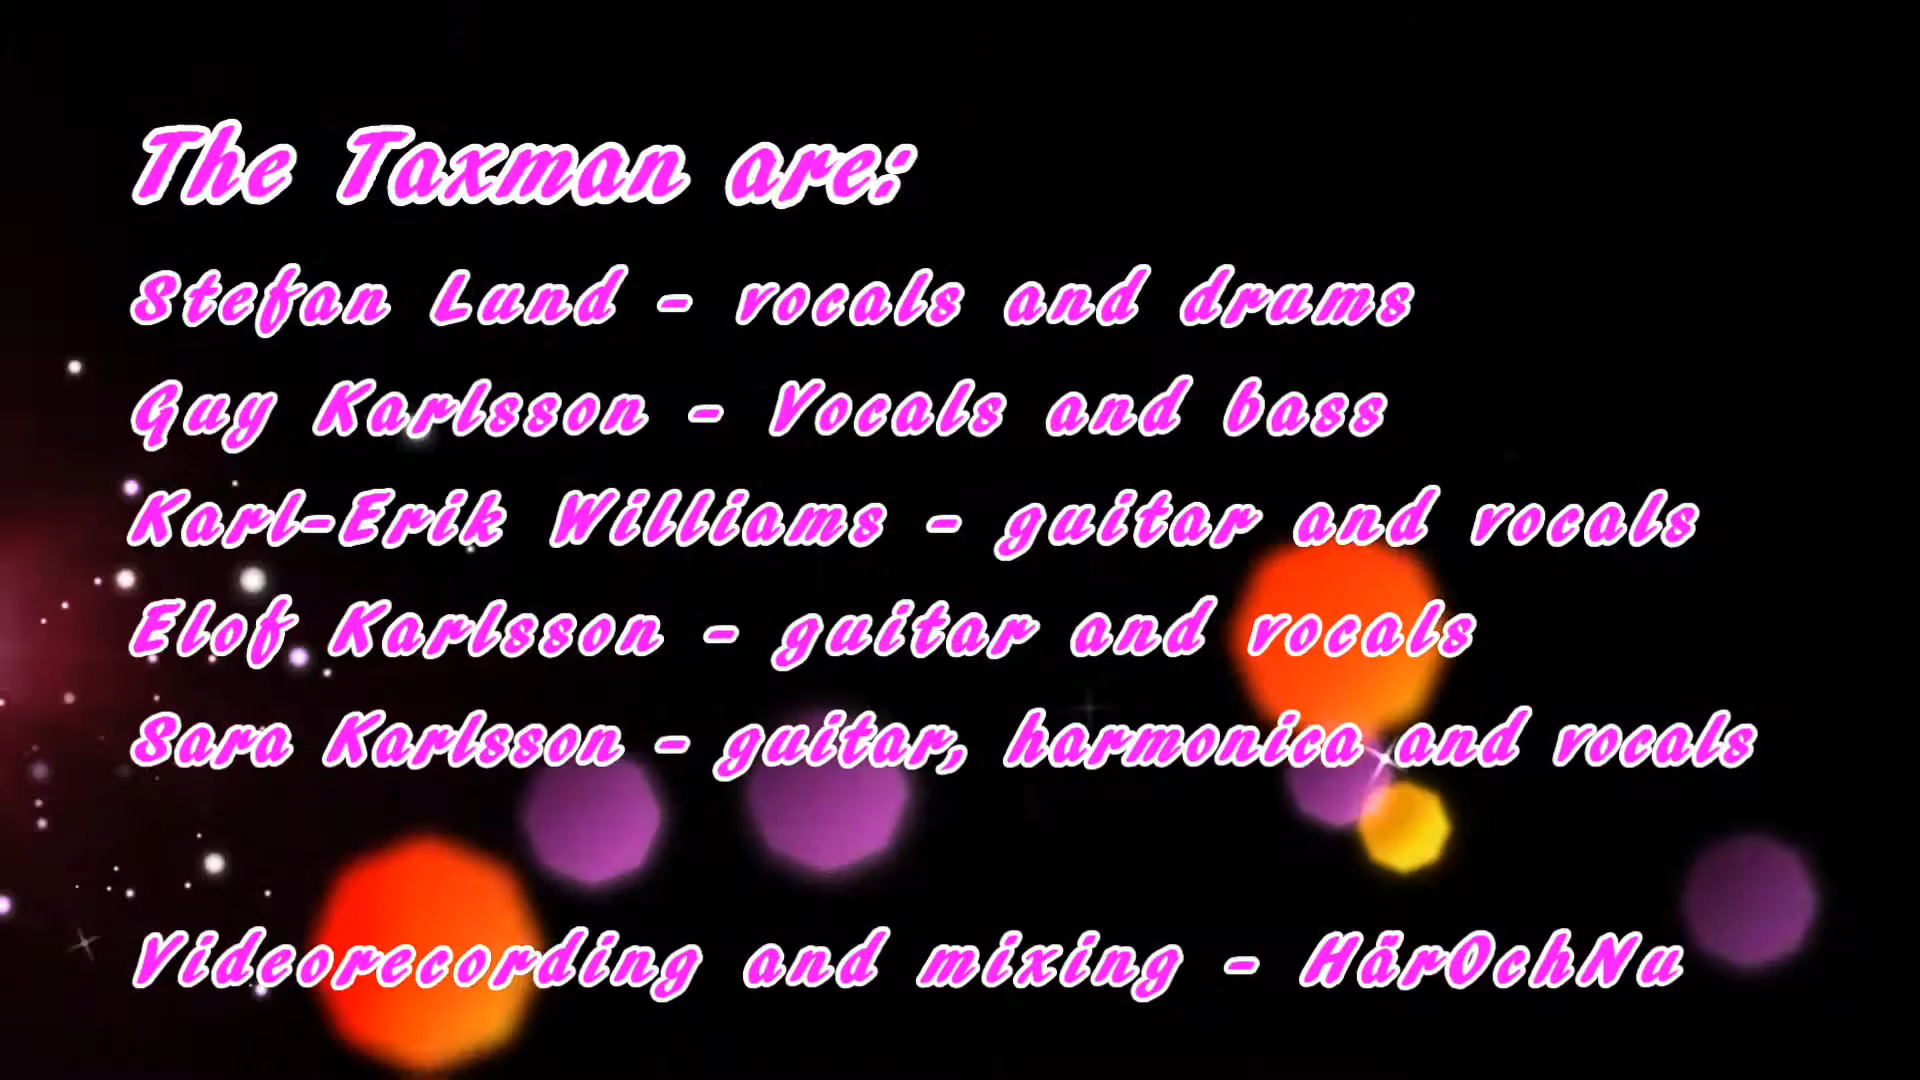 The Taxman are:
Stefan Lund - vocals and drums
Guy Karlsson - Vocals and bass
Karl-Erik Williams - guitar and vocals
Elof Karlsson - guitar and vocals
Sara Karlsson - guitar, harmonica and vocals
Videorecording and mixing - HärOchNu